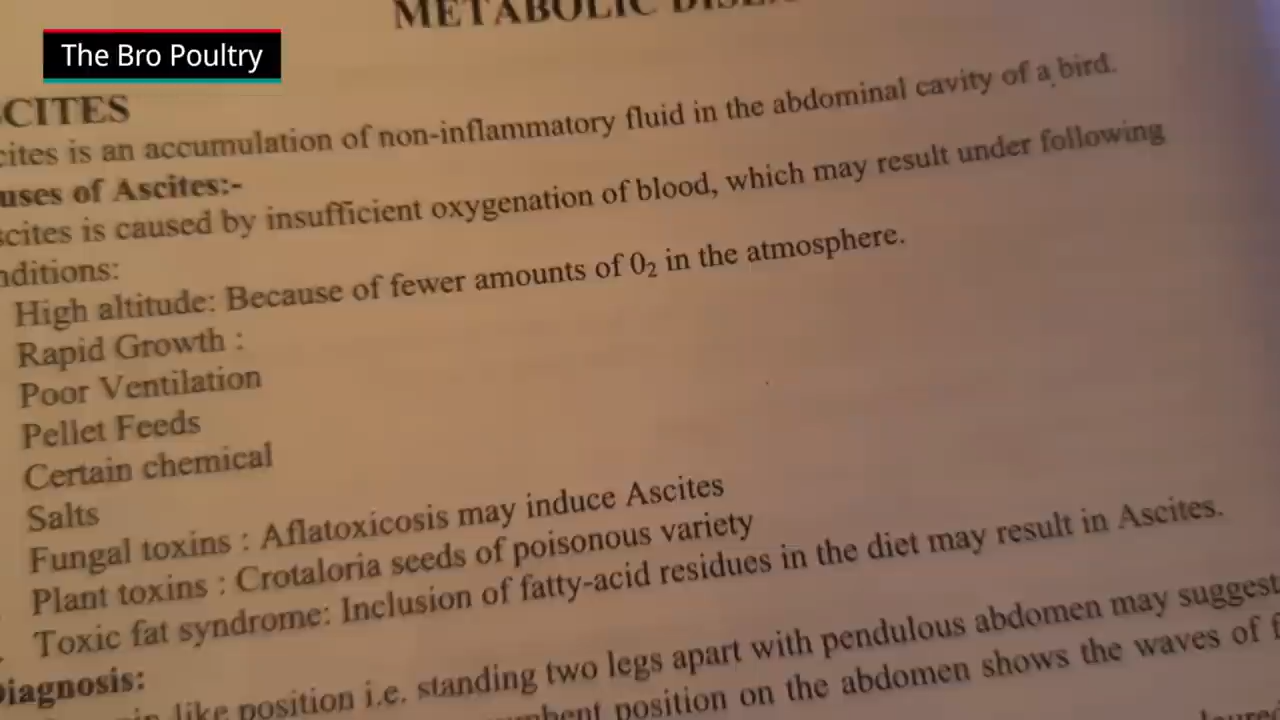 The Bro Poultry
METABOLIC
CITES
cites is an accumulation of non-inflammatory fluid in the abdominal cavity of a bird.
uses of Ascites:-
scites is caused by insufficient oxygenation of blood, which may result under following
nditions:
High altitude: Because of fewer amounts of 0₂ in the atmosphere.
Rapid Growth :
Poor Ventilation
Pellet Feeds
Certain chemical
Salts
Fungal toxins : Aflatoxicosis may induce Ascites
Plant toxins : Crotaloria seeds of poisonous variety
Toxic fat syndrome: Inclusion of fatty-acid residues in the diet may result in Ascites.
Diagnosis:
like position i.e. standing two legs apart with pendulous abdomen may suggest
position on the abdomen shows the waves of f